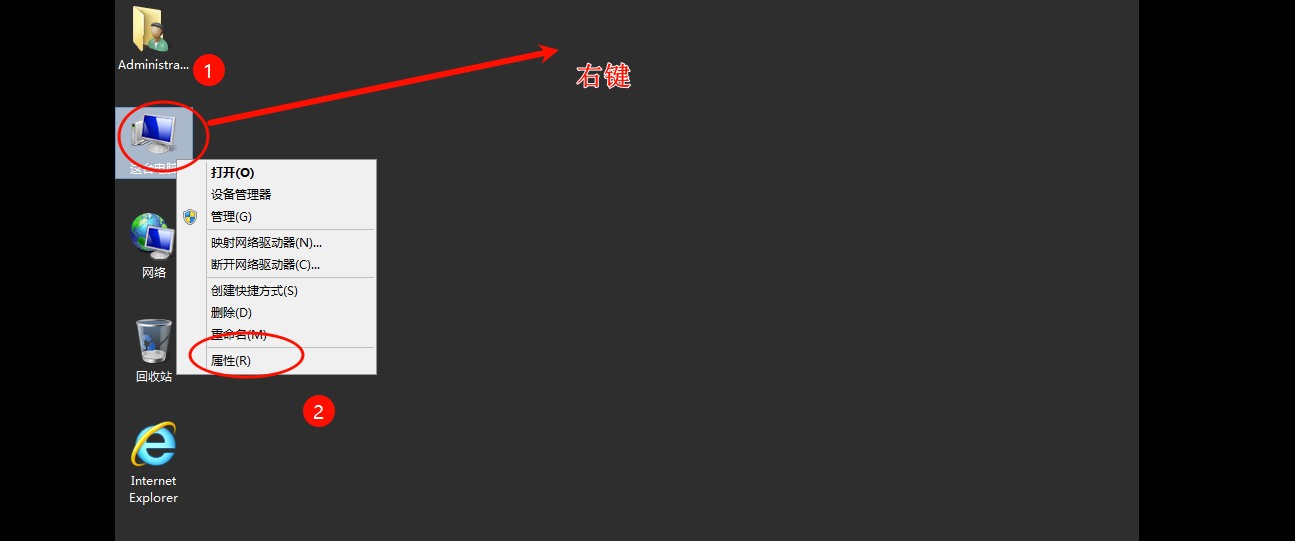 Administra...
1
右键
这台电脑
打开(O)
设备管理器
管理(G)
映射网络驱动器(N)...
断开网络驱动器(C)...
创建快捷方式(S)
删除(D)
重命名(M)
属性(R)
网络
回收站
2
Internet
Explorer